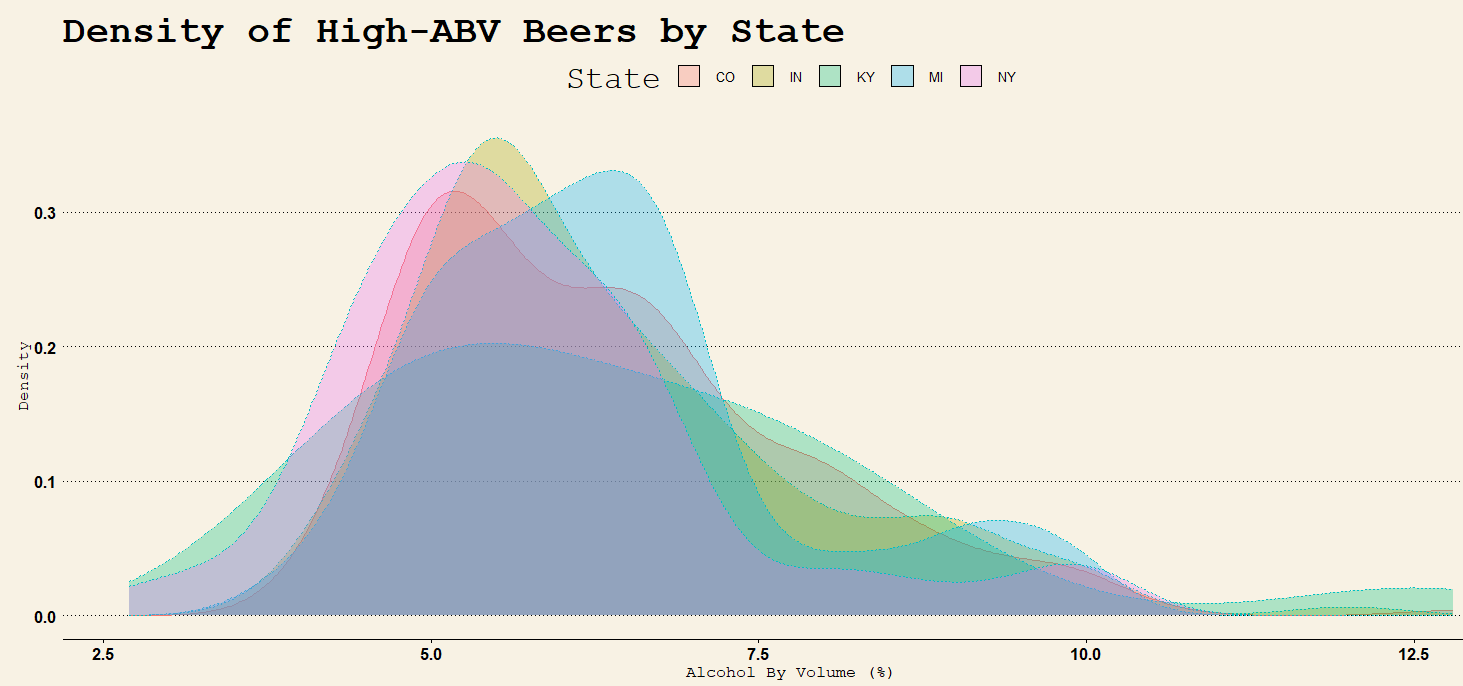 Density of High-ABV Beers by State
State CO IN KY MI NY
0.3
0.2
0.1
0.0
Density
2.5 5.0 7.5 10.0 12.5
Alcohol By Volume (%)